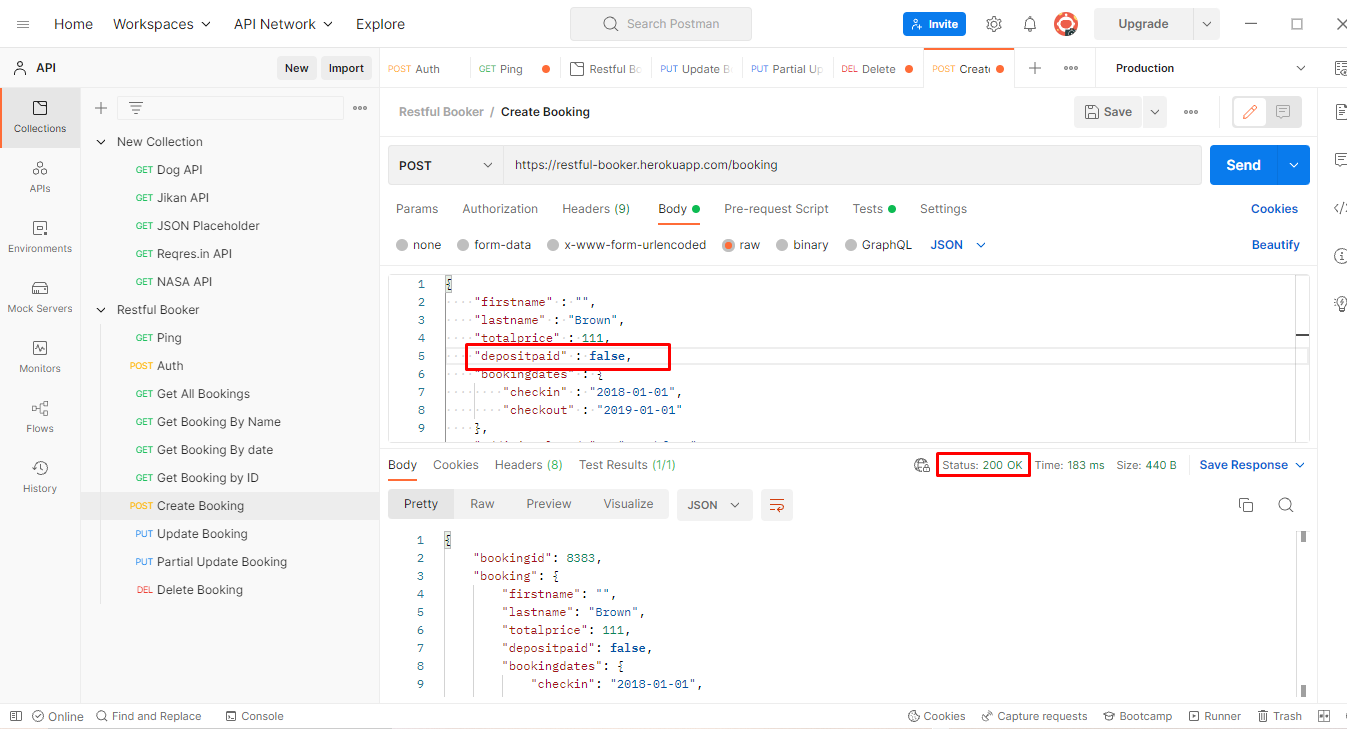 Home Workspaces API Network Explore Search Postman Invite Upgrade
API New Import POST Auth GET Ping Restful Bo PUT Update B PUT Partial Up DEL Delete POST Create Production
Restful Booker / Create Booking Save
Collections
APIs
Environments
Mock Servers
Monitors
Flows
History
New Collection
GET Dog API
GET Jikan API
GET JSON Placeholder
GET Reqres.in API
GET NASA API
Restful Booker
GET Ping
POST Auth
GET Get All Bookings
GET Get Booking By Name
GET Get Booking By date
GET Get Booking by ID
POST Create Booking
PUT Update Booking
PUT Partial Update Booking
DEL Delete Booking
POST https://restful-booker.herokuapp.com/booking Send
Params Authorization Headers (9) Body Pre-request Script Tests Settings Cookies
none form-data x-www-form-urlencoded raw binary GraphQL JSON Beautify
1 {
2 "firstname" : "",
3 "lastname" : "Brown",
4 "totalprice" : 111,
5 "depositpaid" : false,
6 "bookingdates" : {
7 "checkin" : "2018-01-01",
8 "checkout" : "2019-01-01"
9 },
Body Cookies Headers (8) Test Results (1/1) Status: 200 OK Time: 183 ms Size: 440 B Save Response
Pretty Raw Preview Visualize JSON
1 {
2 "bookingid": 8383,
3 "booking": {
4 "firstname": "",
5 "lastname": "Brown",
6 "totalprice": 111,
7 "depositpaid": false,
8 "bookingdates": {
9 "checkin": "2018-01-01",
Online Find and Replace Console Cookies Capture requests Bootcamp Runner Trash